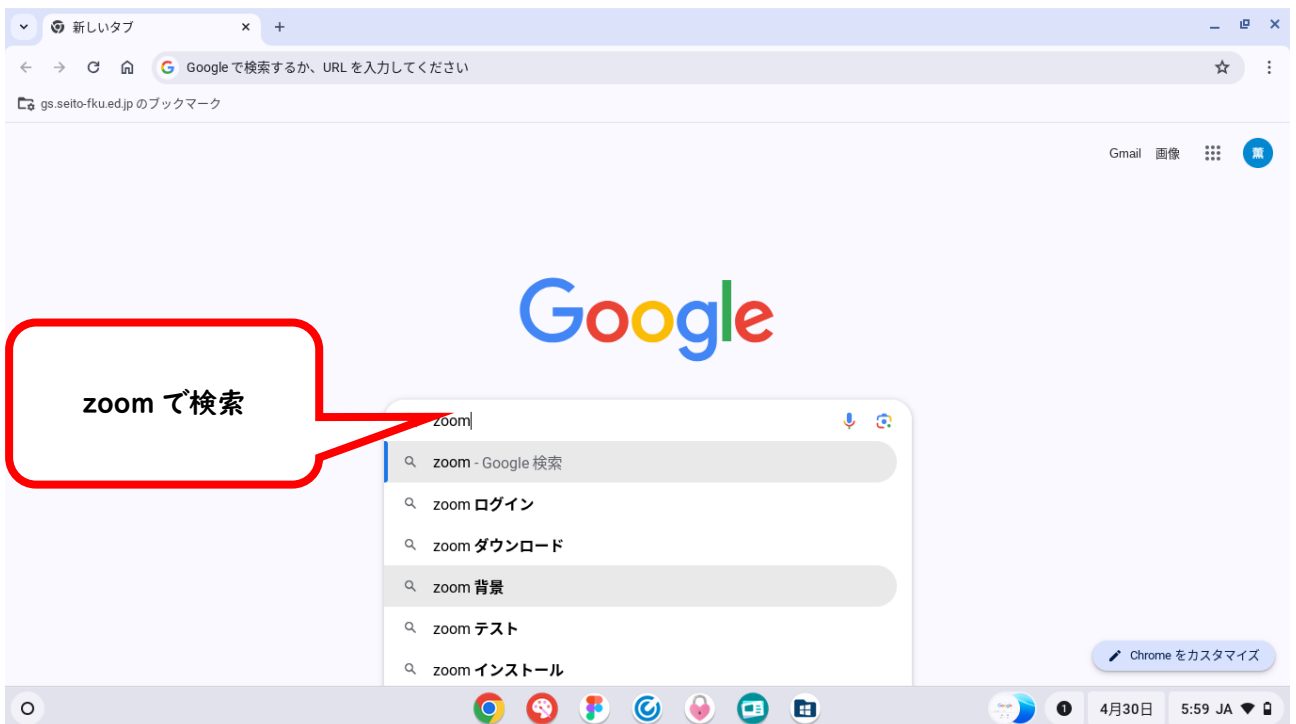 新しいタブ
Google で検索するか、URL を入力してください
gs.seito-fku.ed.jp のブックマーク
Gmail 画像 薫
Google
zoom で検索
zoom
zoom - Google 検索
zoom ログイン
zoom ダウンロード
zoom 背景
zoom テスト
zoom インストール
Chrome をカスタマイズ
1 4月30日 5:59 JA